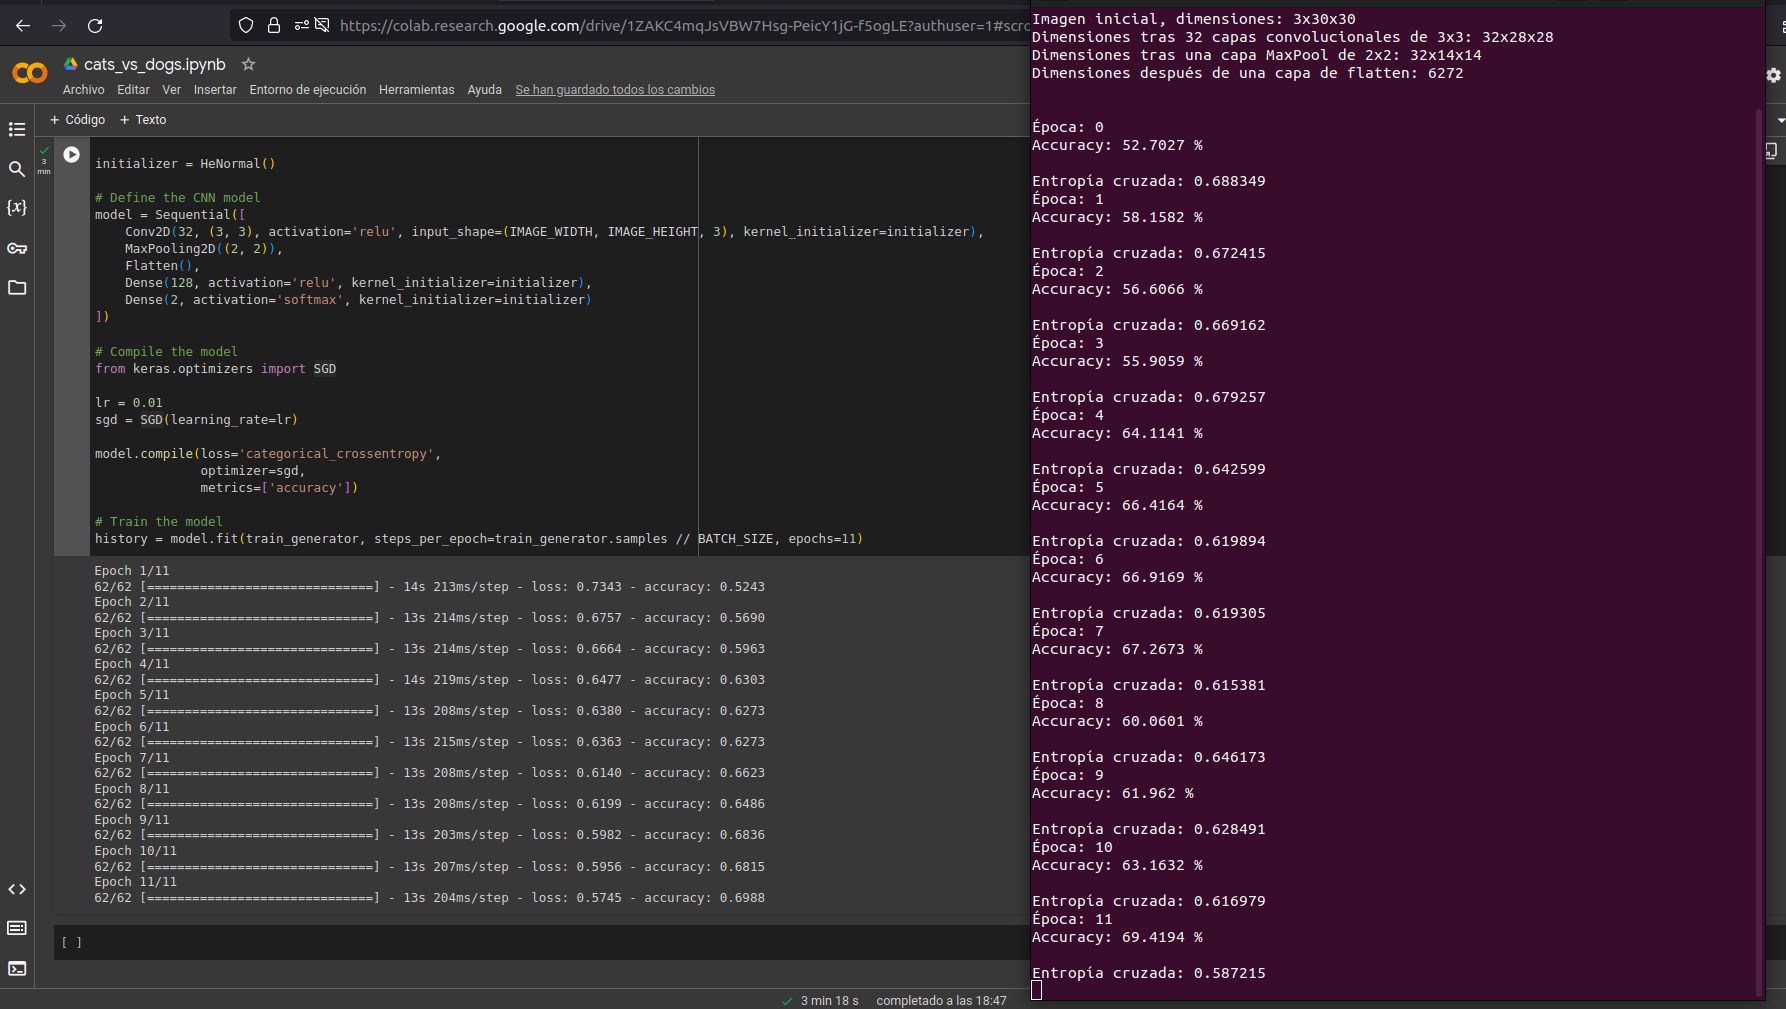 https://colab.research.google.com/drive/1ZAKC4mqJsVBW7Hsg-PeicY1jG-f5ogLE?authuser=1#scro
cats_vs_dogs.ipynb
Archivo Editar Ver Insertar Entorno de ejecución Herramientas Ayuda Se han guardado todos los cambios
+ Código + Texto
3
min
initializer = HeNormal()
# Define the CNN model
model = Sequential([
    Conv2D(32, (3, 3), activation='relu', input_shape=(IMAGE_WIDTH, IMAGE_HEIGHT, 3), kernel_initializer=initializer),
    MaxPooling2D((2, 2)),
    Flatten(),
    Dense(128, activation='relu', kernel_initializer=initializer),
    Dense(2, activation='softmax', kernel_initializer=initializer)
])
# Compile the model
from keras.optimizers import SGD
lr = 0.01
sgd = SGD(learning_rate=lr)
model.compile(loss='categorical_crossentropy',
              optimizer=sgd,
              metrics=['accuracy'])
# Train the model
history = model.fit(train_generator, steps_per_epoch=train_generator.samples // BATCH_SIZE, epochs=11)
Epoch 1/11
62/62 [==============================] - 14s 213ms/step - loss: 0.7343 - accuracy: 0.5243
Epoch 2/11
62/62 [==============================] - 13s 214ms/step - loss: 0.6757 - accuracy: 0.5690
Epoch 3/11
62/62 [==============================] - 13s 214ms/step - loss: 0.6664 - accuracy: 0.5963
Epoch 4/11
62/62 [==============================] - 14s 219ms/step - loss: 0.6477 - accuracy: 0.6303
Epoch 5/11
62/62 [==============================] - 13s 208ms/step - loss: 0.6380 - accuracy: 0.6273
Epoch 6/11
62/62 [==============================] - 13s 215ms/step - loss: 0.6363 - accuracy: 0.6273
Epoch 7/11
62/62 [==============================] - 13s 208ms/step - loss: 0.6140 - accuracy: 0.6623
Epoch 8/11
62/62 [==============================] - 13s 208ms/step - loss: 0.6199 - accuracy: 0.6486
Epoch 9/11
62/62 [==============================] - 13s 203ms/step - loss: 0.5982 - accuracy: 0.6836
Epoch 10/11
62/62 [==============================] - 13s 207ms/step - loss: 0.5956 - accuracy: 0.6815
Epoch 11/11
62/62 [==============================] - 13s 204ms/step - loss: 0.5745 - accuracy: 0.6988
[ ]
3 min 18 s completado a las 18:47
Imagen inicial, dimensiones: 3x30x30
Dimensiones tras 32 capas convolucionales de 3x3: 32x28x28
Dimensiones tras una capa MaxPool de 2x2: 32x14x14
Dimensiones después de una capa de flatten: 6272
Época: 0
Accuracy: 52.7027 %
Entropía cruzada: 0.688349
Época: 1
Accuracy: 58.1582 %
Entropía cruzada: 0.672415
Época: 2
Accuracy: 56.6066 %
Entropía cruzada: 0.669162
Época: 3
Accuracy: 55.9059 %
Entropía cruzada: 0.679257
Época: 4
Accuracy: 64.1141 %
Entropía cruzada: 0.642599
Época: 5
Accuracy: 66.4164 %
Entropía cruzada: 0.619894
Época: 6
Accuracy: 66.9169 %
Entropía cruzada: 0.619305
Época: 7
Accuracy: 67.2673 %
Entropía cruzada: 0.615381
Época: 8
Accuracy: 60.0601 %
Entropía cruzada: 0.646173
Época: 9
Accuracy: 61.962 %
Entropía cruzada: 0.628491
Época: 10
Accuracy: 63.1632 %
Entropía cruzada: 0.616979
Época: 11
Accuracy: 69.4194 %
Entropía cruzada: 0.587215